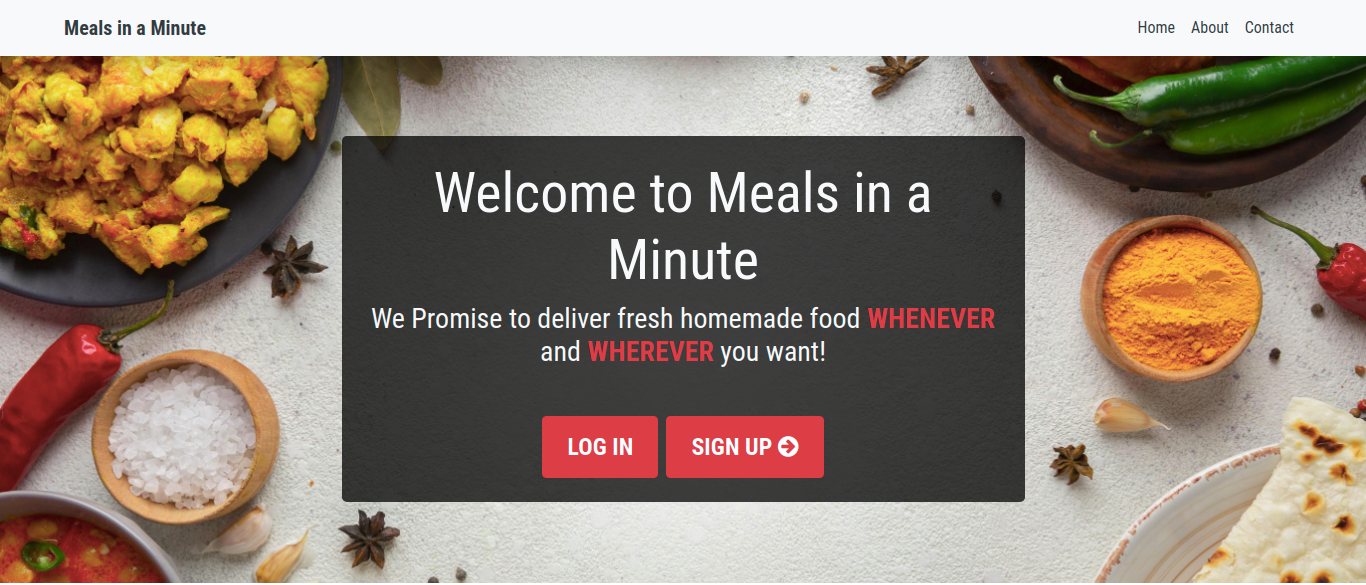 Meals in a Minute
Home About Contact
Welcome to Meals in a
Minute
We Promise to deliver fresh homemade food WHENEVER
and WHEREVER you want!
LOG IN
SIGN UP